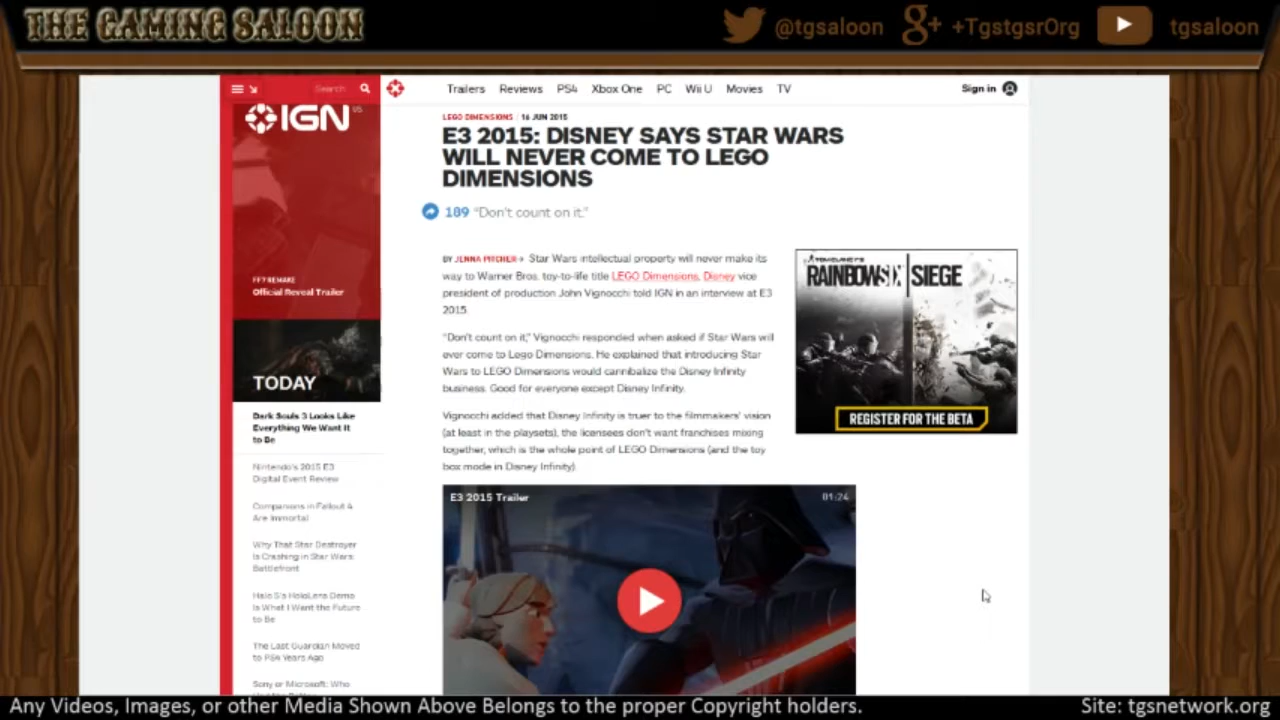 THE GAMING SALOON
@tgsaloon
+TgstgsrOrg
tgsaloon
Search
Trailers Reviews PS4 Xbox One PC Wii U Movies TV
Sign in
IGN
LEGO DIMENSIONS | 16 JUN 2015
E3 2015: DISNEY SAYS STAR WARS
WILL NEVER COME TO LEGO
DIMENSIONS
189 "Don't count on it."
BY JENNA PITCHER Star Wars intellectual property will never make its
way to Warner Bros. toy-to-life title LEGO Dimensions, Disney vice
president of production John Vignocchi told IGN in an interview at E3
2015.
"Don't count on it," Vignocchi responded when asked if Star Wars will
ever come to Lego Dimensions. He explained that introducing Star
Wars to LEGO Dimensions would cannibalize the Disney Infinity
business. Good for everyone except Disney Infinity.
Vignocchi added that Disney Infinity is truer to the filmmakers' vision
(at least in the playsets), the licensees don't want franchises mixing
together, which is the whole point of LEGO Dimensions (and the toy
box mode in Disney Infinity).
E3 2015 Trailer
01:24
TOM CLANCY'S
RAINBOW SIX | SIEGE
REGISTER FOR THE BETA
FF7 REMAKE
Official Reveal Trailer
TODAY
Dark Souls 3 Looks Like
Everything We Want It
to Be
Nintendo's 2015 E3
Digital Event Review
Companions in Fallout 4
Are Immortal
Why That Star Destroyer
Is Crashing in Star Wars:
Battlefront
Halo 5's HoloLens Demo
Is What I Want the Future
to Be
The Last Guardian Moved
to PS4 Years Ago
Sony or Microsoft: Who
Any Videos, Images, or other Media Shown Above Belongs to the proper Copyright holders.
Site: tgsnetwork.org